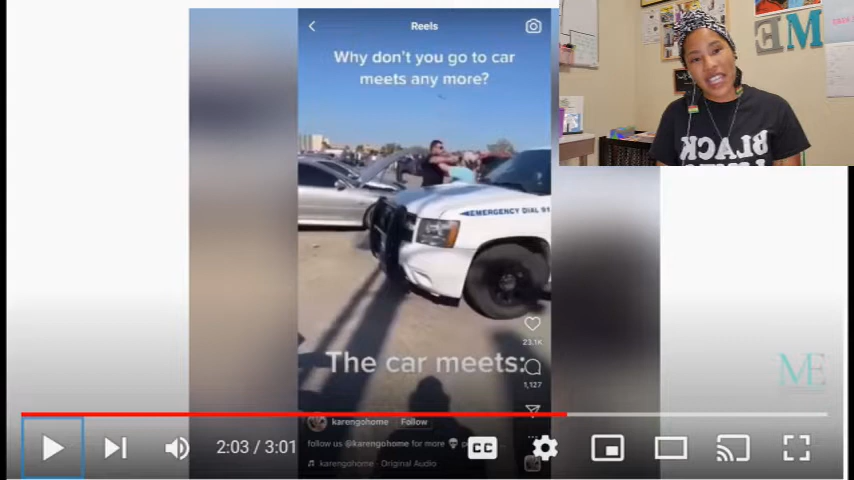 Reels
Why don't you go to car
meets any more?
EMERGENCY DIAL 91
The car meets:
23.1K
1,127
karengohome · Follow
follow us @karengohome for more
karengohome · Original Audio
2:03 / 3:01
CC
ME
ME
BLACK